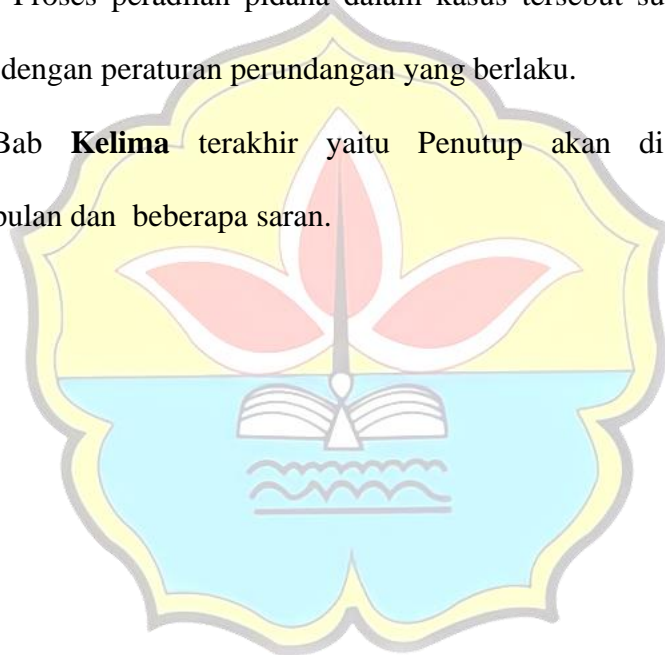 Proses peradilan pidana dalam kasus tersebut
dengan peraturan perundangan yang berlaku.
Bab Kelima terakhir yaitu Penutup akan
dan beberapa saran.